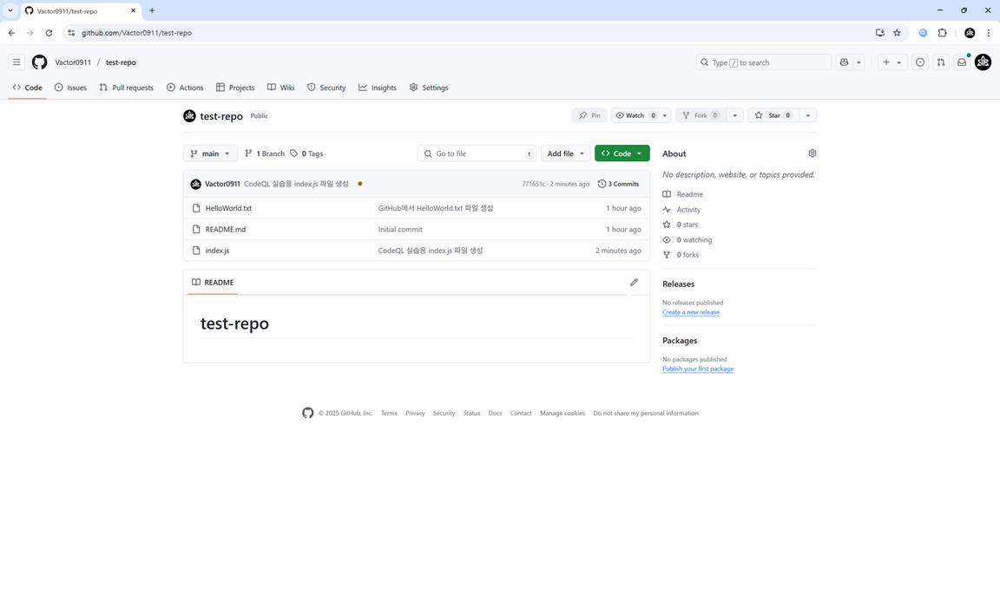 Vactor0911/test-repo
github.com/Vactor0911/test-repo
Vactor0911 / test-repo
Type / to search
Code Issues Pull requests Actions Projects Wiki Security Insights Settings
test-repo Public
Pin Watch 0 Fork 0 Star 0
main 1 Branch 0 Tags Go to file t Add file Code
Vactor0911 CodeQL 실습용 index.js 파일 생성 771651c · 2 minutes ago 3 Commits
HelloWorld.txt GitHub에서 HelloWorld.txt 파일 생성 1 hour ago
README.md Initial commit 1 hour ago
index.js CodeQL 실습용 index.js 파일 생성 2 minutes ago
README
test-repo
About
No description, website, or topics provided.
Readme
Activity
0 stars
0 watching
0 forks
Releases
No releases published
Create a new release
Packages
No packages published
Publish your first package
© 2025 GitHub, Inc. Terms Privacy Security Status Docs Contact Manage cookies Do not share my personal information